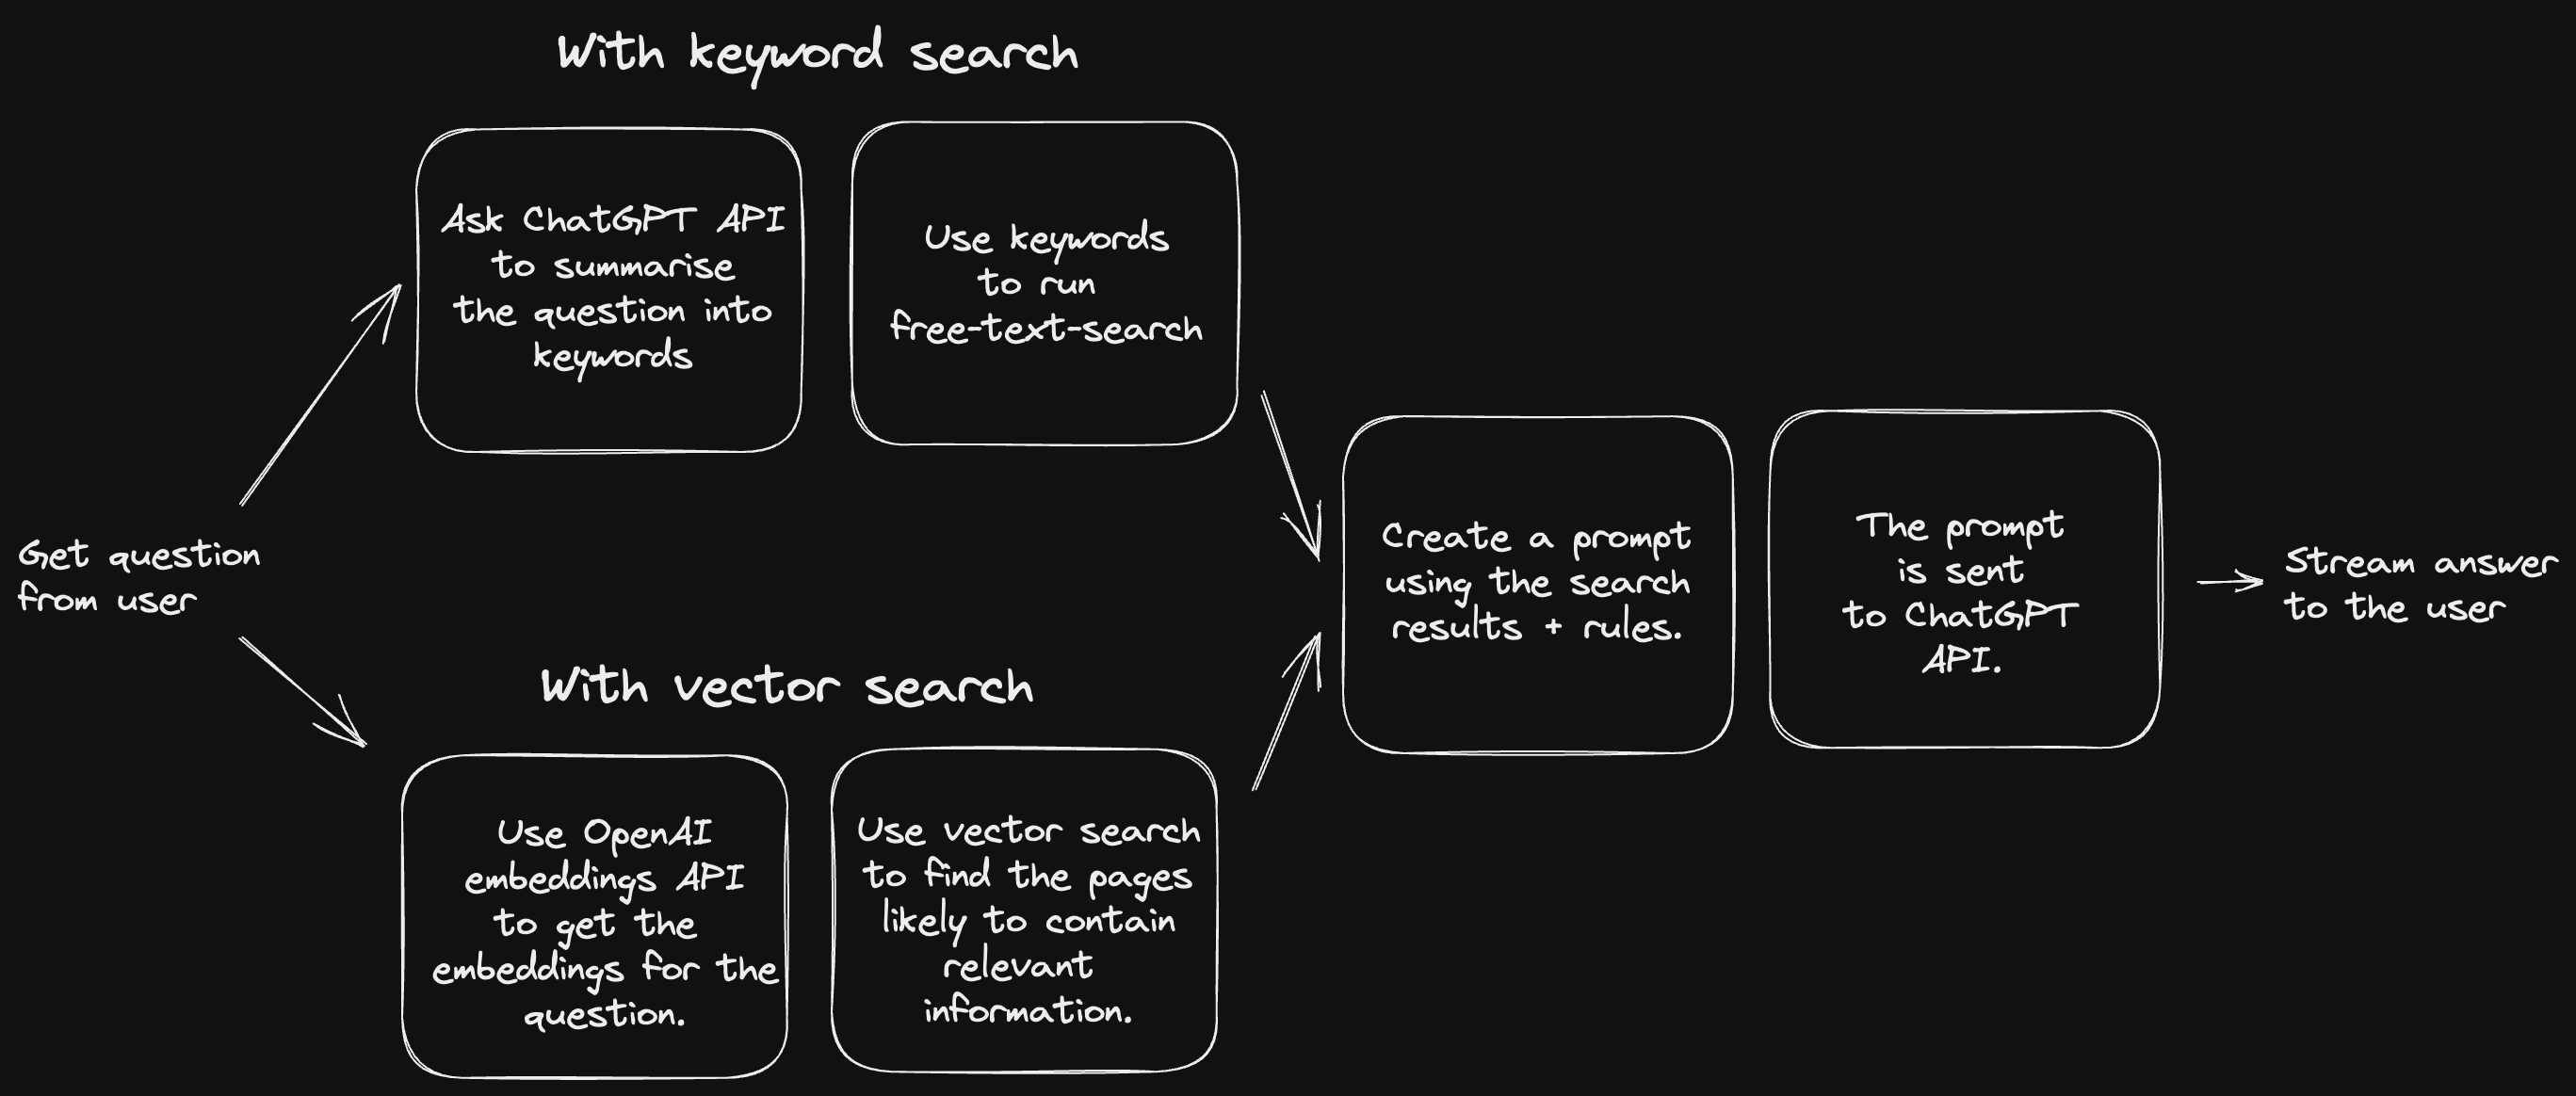 With keyword search
Ask ChatGPT API
to summarise
the question into
keywords
Use keywords
to run
free-text-search
Get question
from user
With vector search
Use OpenAI
embeddings API
to get the
embeddings for the
question.
Use vector search
to find the pages
likely to contain
relevant
information.
Create a prompt
using the search
results + rules.
The prompt
is sent
to ChatGPT
API.
Stream answer
to the user